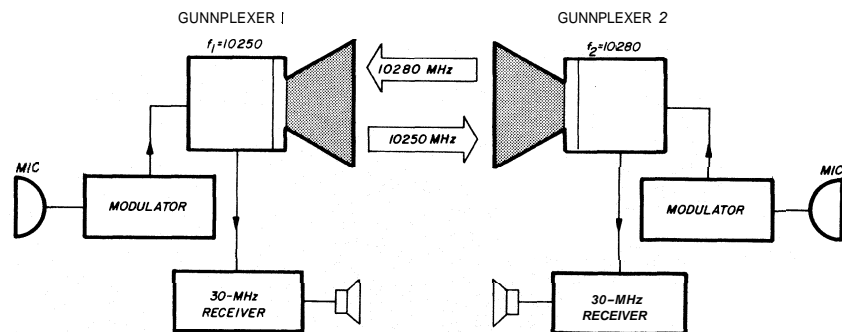 GUNNPLEXER 1
GUNNPLEXER 2
f1=10250
f2=10280
10280 MHz
10250 MHz
MIC
MIC
MODULATOR
MODULATOR
30-MHz
RECEIVER
30-MHz
RECEIVER